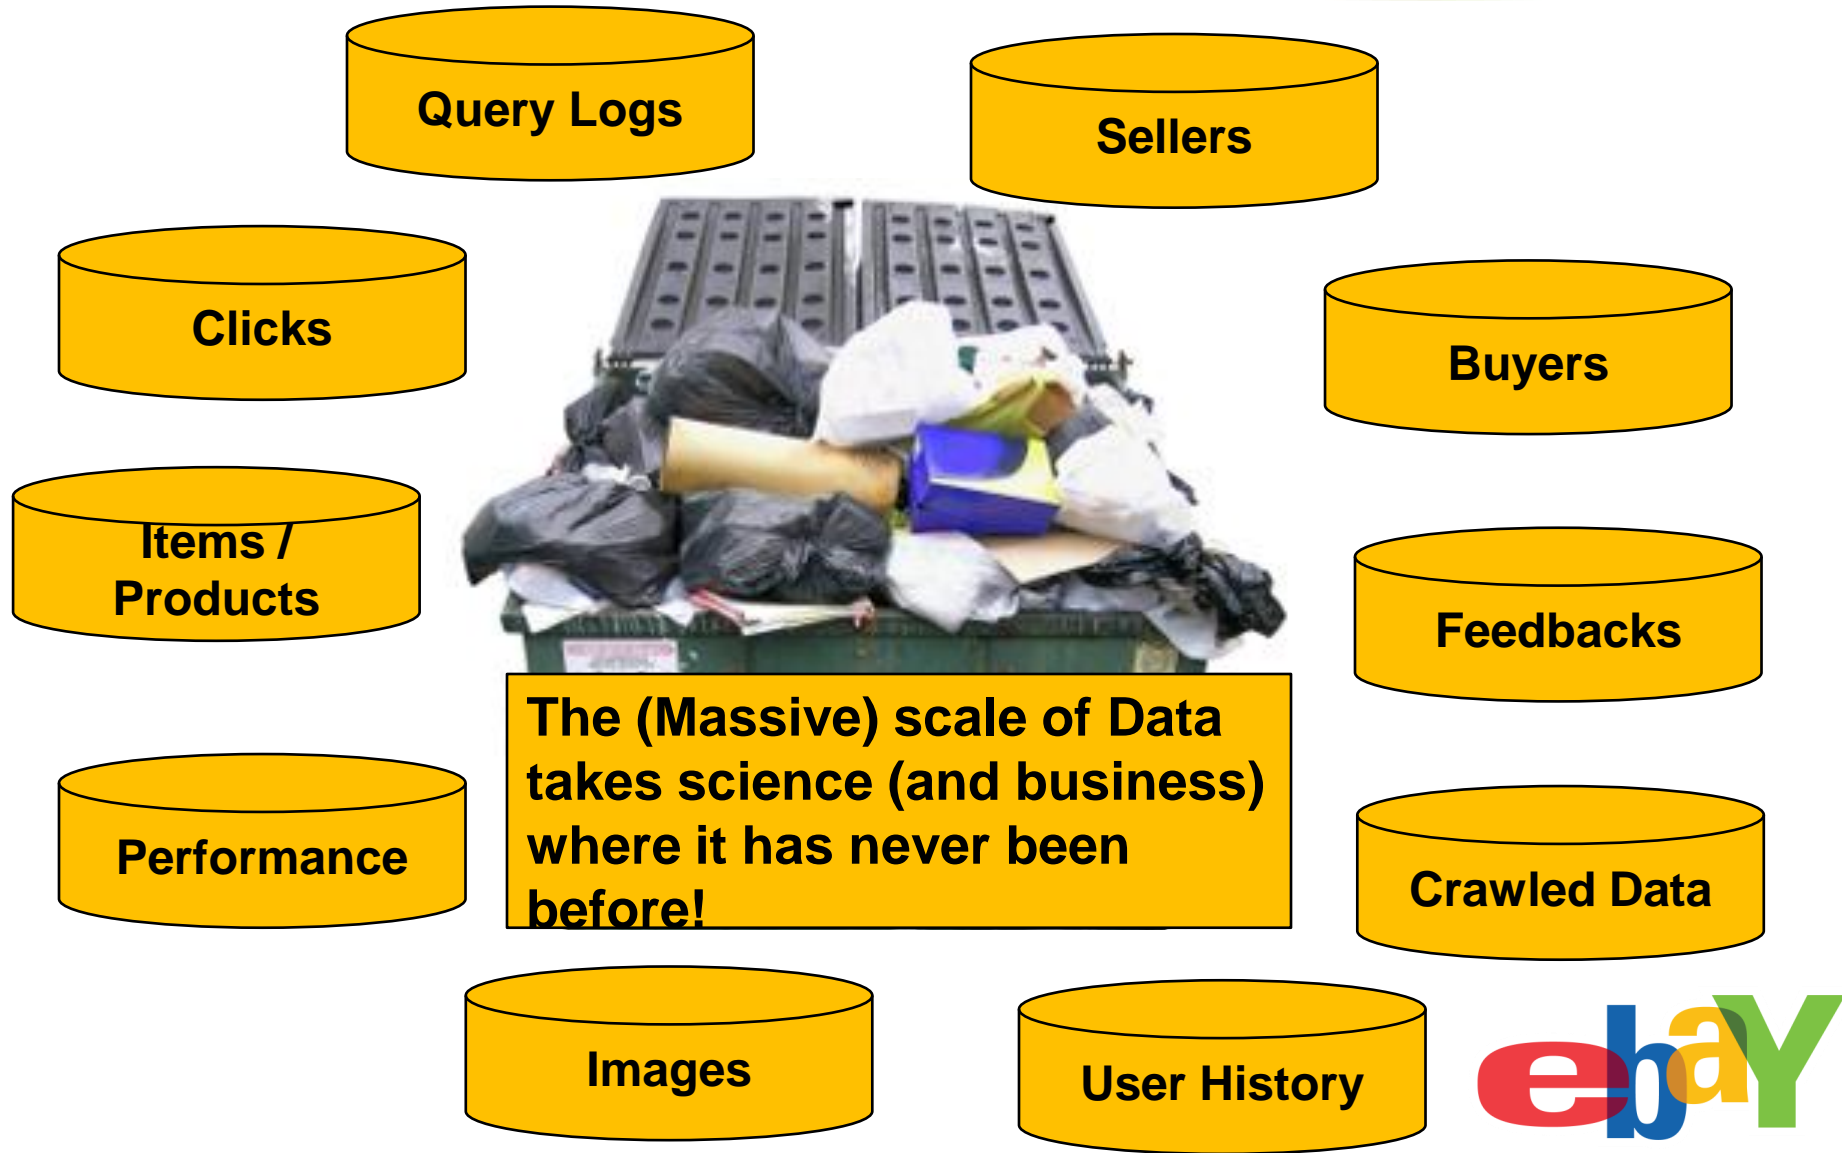 Query Logs
Sellers
Clicks
Buyers
Items /
Products
Feedbacks
The (Massive) scale of Data
takes science (and business)
where it has never been
before!
Performance
Crawled Data
Images
User History
ebaY